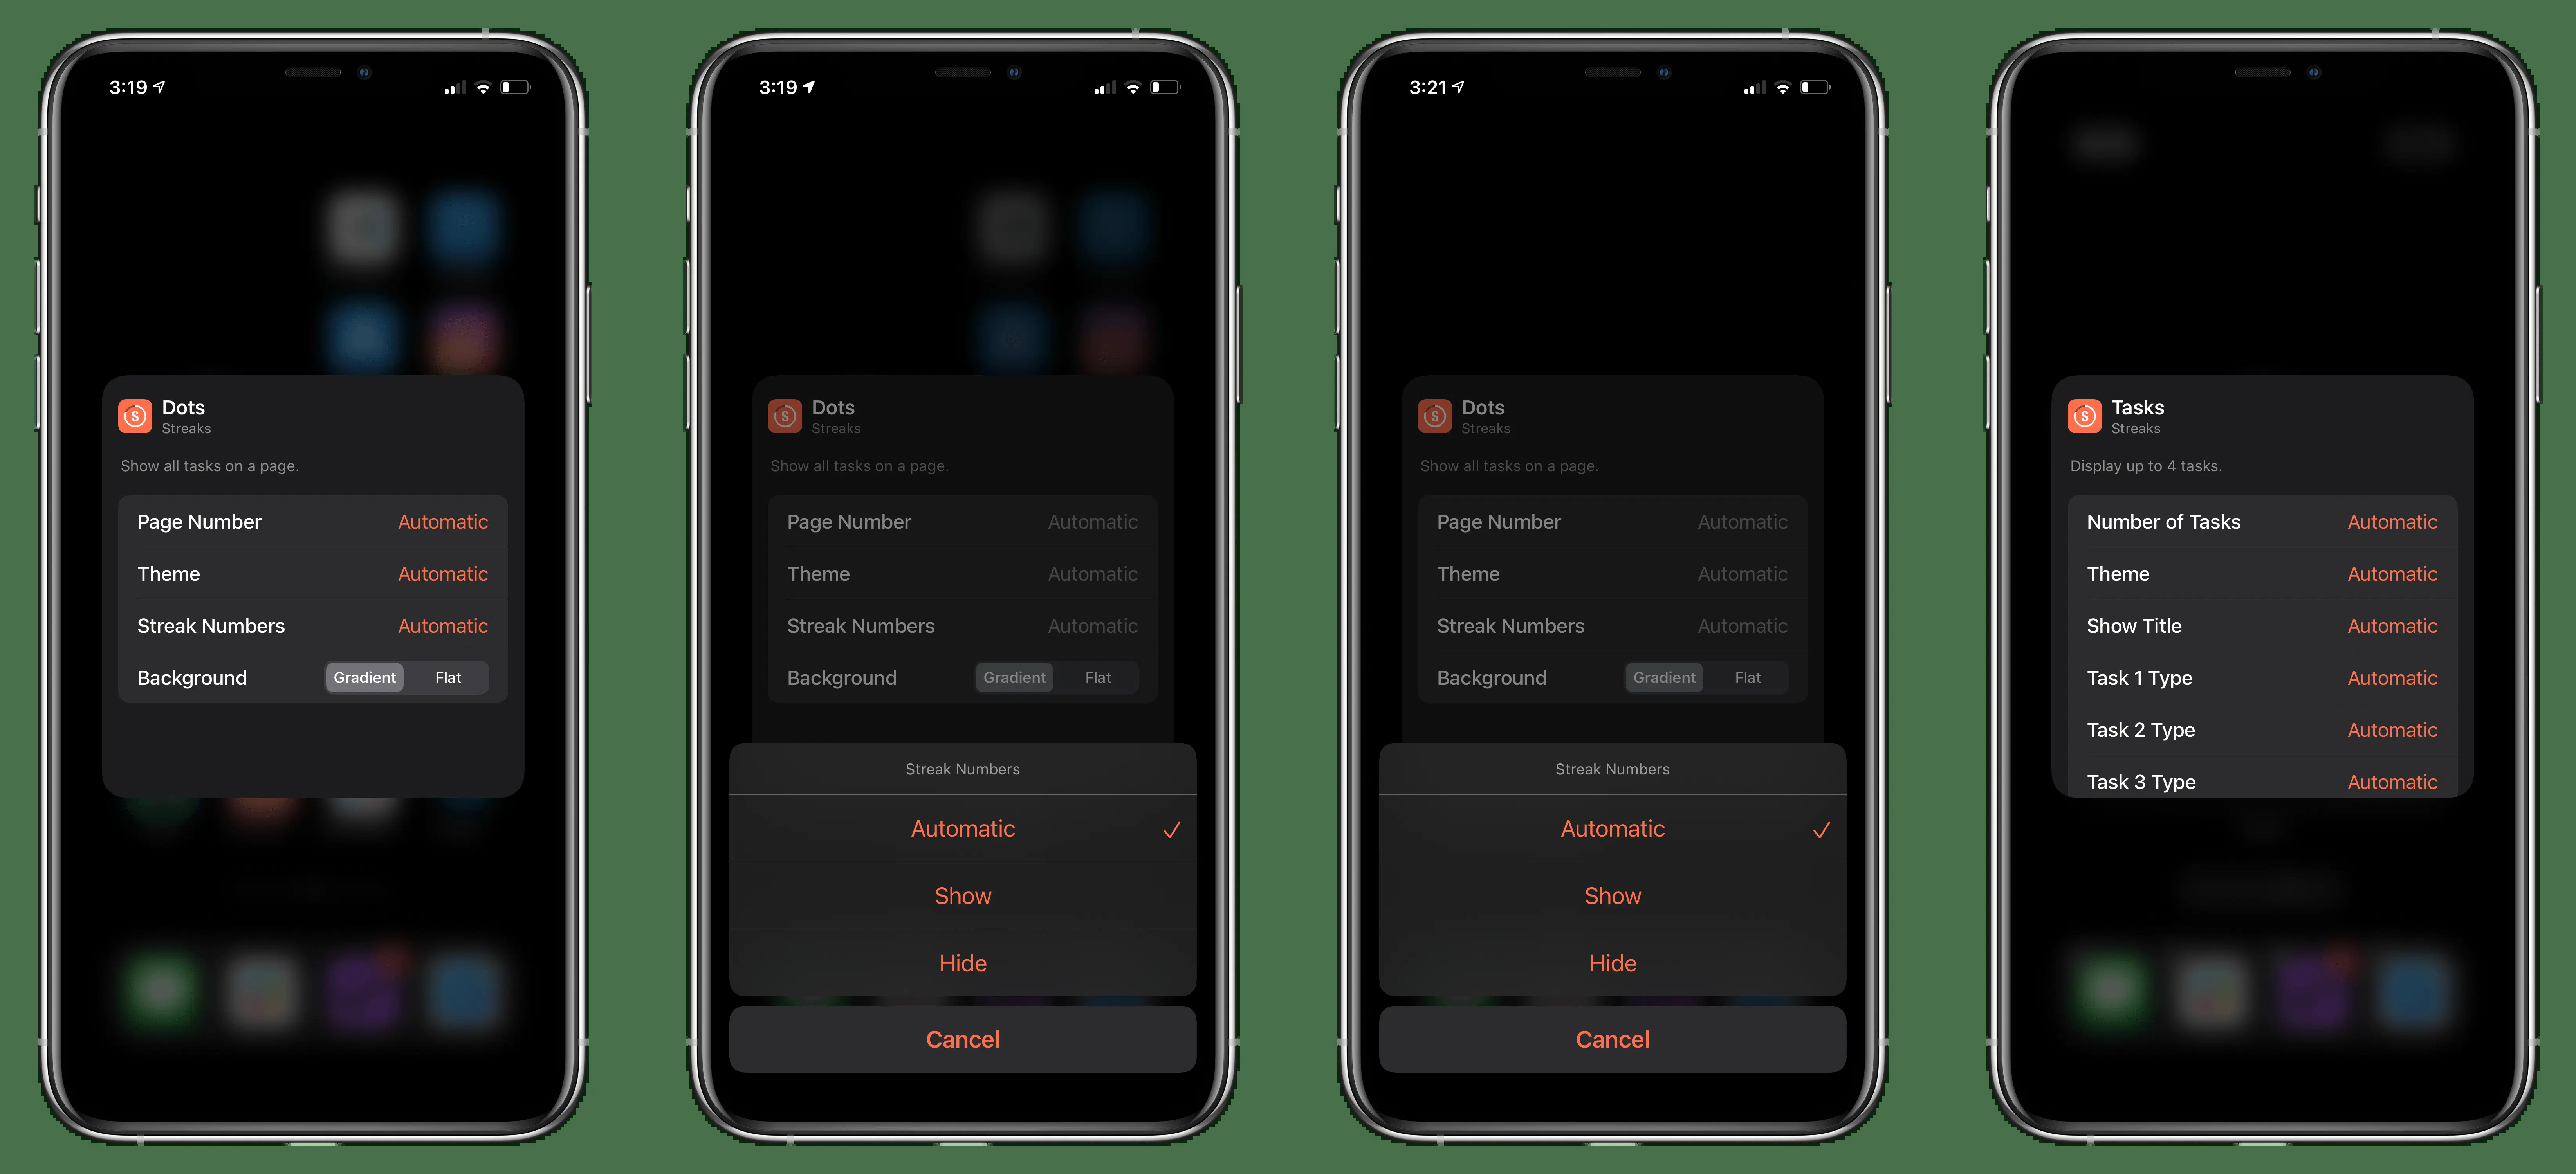 3:19
S
Dots
Streaks
Show all tasks on a page.
Page Number Automatic
Theme Automatic
Streak Numbers Automatic
Background Gradient Flat
3:19
S
Dots
Streaks
Show all tasks on a page.
Page Number Automatic
Theme Automatic
Streak Numbers Automatic
Background Gradient Flat
Streak Numbers
Automatic
Show
Hide
Cancel
3:21
S
Dots
Streaks
Show all tasks on a page.
Page Number Automatic
Theme Automatic
Streak Numbers Automatic
Background Gradient Flat
Streak Numbers
Automatic
Show
Hide
Cancel
S
Tasks
Streaks
Display up to 4 tasks.
Number of Tasks Automatic
Theme Automatic
Show Title Automatic
Task 1 Type Automatic
Task 2 Type Automatic
Task 3 Type Automatic